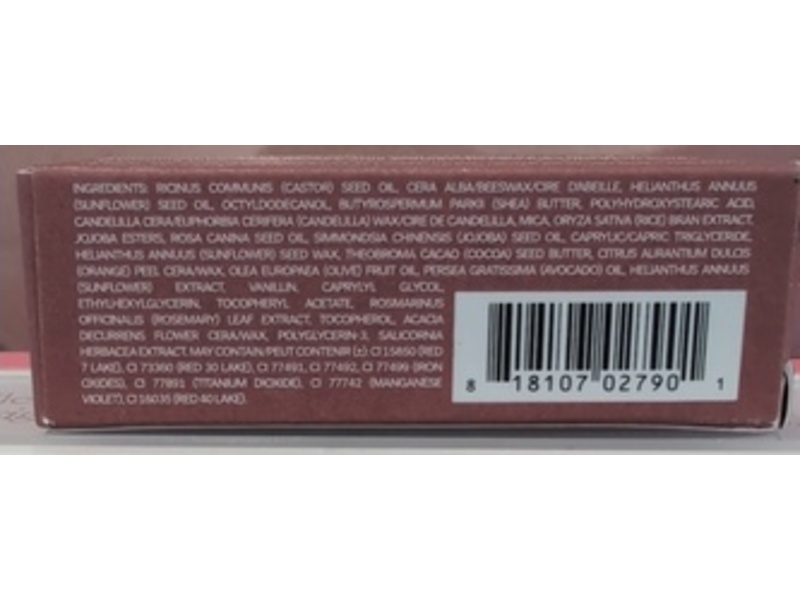 INGREDIENTS: RICINUS COMMUNIS (CASTOR) SEED OIL, CERA ALBA/BEESWAX/CIRE D'ABEILLE, HELIANTHUS ANNUUS
(SUNFLOWER) SEED OIL, OCTYLDODECANOL, BUTYROSPERMUM PARKII (SHEA) BUTTER, POLYHYDROXYSTEARIC ACID,
CANDELILLA CERA/EUPHORBIA CERIFERA (CANDELILLA) WAX/CIRE DE CANDELILLA, MICA, ORYZA SATIVA (RICE) BRAN EXTRACT,
JOJOBA ESTERS, ROSA CANINA SEED OIL, SIMMONDSIA CHINENSIS (JOJOBA) SEED OIL, CAPRYLIC/CAPRIC TRIGLYCERIDE,
HELIANTHUS ANNUUS (SUNFLOWER) SEED WAX, THEOBROMA CACAO (COCOA) SEED BUTTER, CITRUS AURANTIUM DULCIS
(ORANGE) PEEL CERA/WAX, OLEA EUROPAEA (OLIVE) FRUIT OIL, PERSEA GRATISSIMA (AVOCADO) OIL, HELIANTHUS ANNUUS
(SUNFLOWER) EXTRACT, VANILLIN, CAPRYLYL GLYCOL,
ETHYLHEXYLGLYCERIN, TOCOPHERYL ACETATE, ROSMARINUS
OFFICINALIS (ROSEMARY) LEAF EXTRACT, TOCOPHEROL, ACACIA
DECURRENS FLOWER CERA/WAX, POLYGLYCERIN-3, SALICORNIA
HERBACEA EXTRACT. MAY CONTAIN/PEUT CONTENIR (±): CI 15850 (RED
7 LAKE), CI 73360 (RED 30 LAKE), CI 77491, CI 77492, CI 77499 (IRON
OXIDES), CI 77891 (TITANIUM DIOXIDE), CI 77742 (MANGANESE
VIOLET), CI 16035 (RED 40 LAKE).
8 18107 02790 1